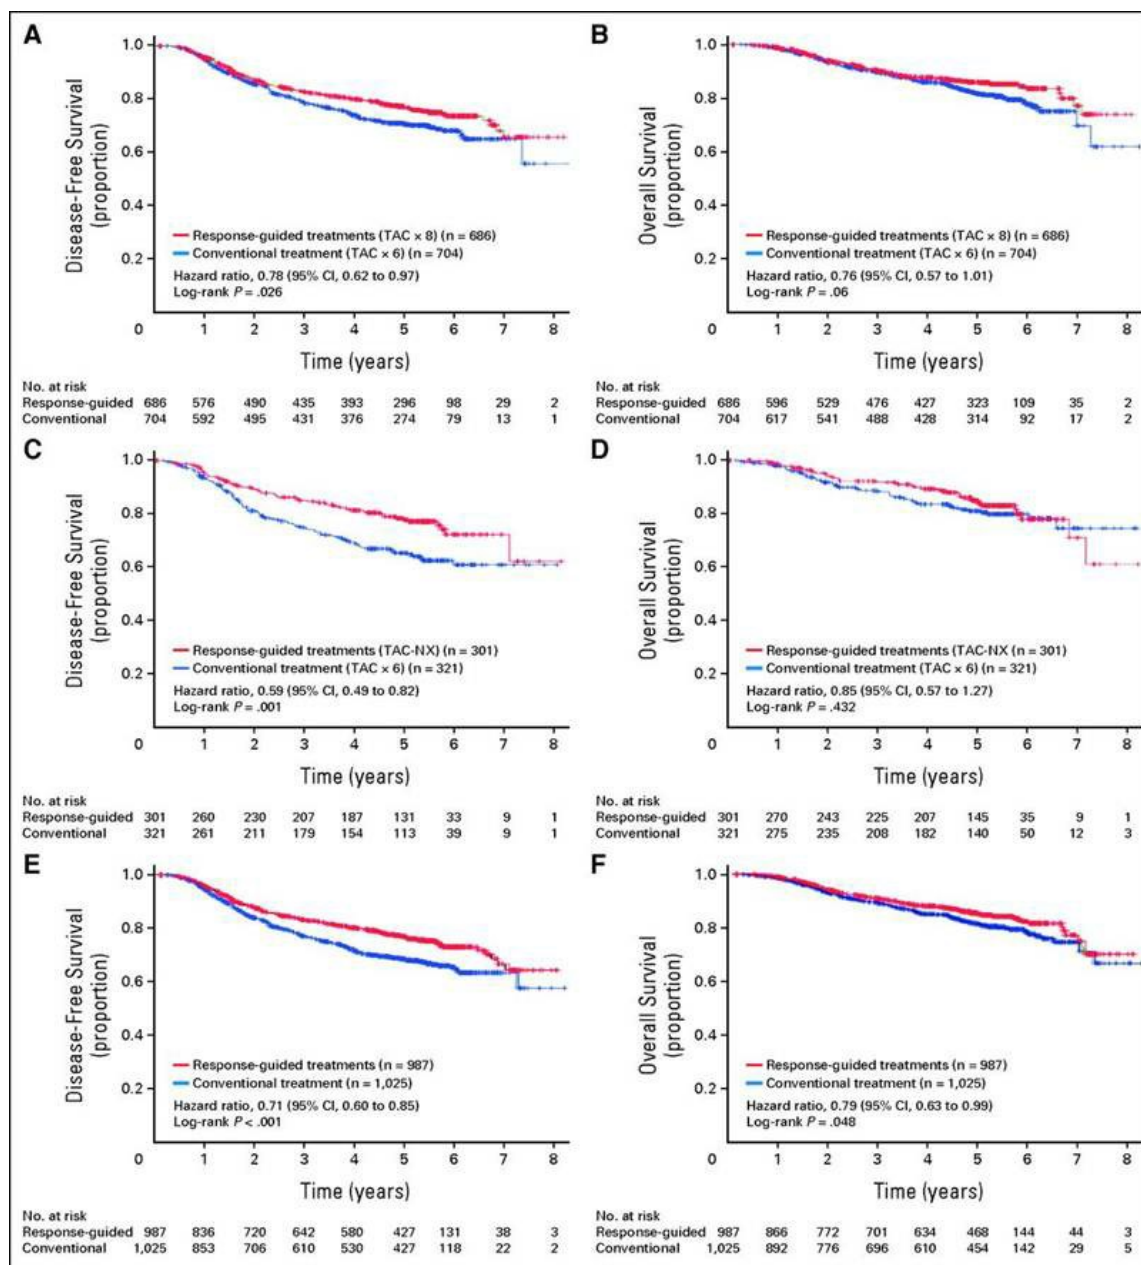 A
Disease-Free Survival
(proportion)
1.0
0.8
0.6
0.4
0.2
Response-guided treatments (TAC × 8) (n = 686)
Conventional treatment (TAC × 6) (n = 704)
Hazard ratio, 0.78 (95% CI, 0.62 to 0.97)
Log-rank P = .026
0 1 2 3 4 5 6 7 8
Time (years)
No. at risk
Response-guided 686 576 490 435 393 296 98 29 2
Conventional 704 592 495 431 376 274 79 13 1
B
Overall Survival
(proportion)
1.0
0.8
0.6
0.4
0.2
Response-guided treatments (TAC × 8) (n = 686)
Conventional treatment (TAC × 6) (n = 704)
Hazard ratio, 0.76 (95% CI, 0.57 to 1.01)
Log-rank P = .06
0 1 2 3 4 5 6 7 8
Time (years)
No. at risk
Response-guided 686 596 529 476 427 323 109 35 2
Conventional 704 617 541 488 428 314 92 17 2
C
Disease-Free Survival
(proportion)
1.0
0.8
0.6
0.4
0.2
Response-guided treatments (TAC-NX) (n = 301)
Conventional treatment (TAC × 6) (n = 321)
Hazard ratio, 0.59 (95% CI, 0.49 to 0.82)
Log-rank P = .001
0 1 2 3 4 5 6 7 8
Time (years)
No. at risk
Response-guided 301 260 230 207 187 131 33 9 1
Conventional 321 261 211 179 154 113 39 9 1
D
Overall Survival
(proportion)
1.0
0.8
0.6
0.4
0.2
Response-guided treatments (TAC-NX) (n = 301)
Conventional treatment (TAC × 6) (n = 321)
Hazard ratio, 0.85 (95% CI, 0.57 to 1.27)
Log-rank P = .432
0 1 2 3 4 5 6 7 8
Time (years)
No. at risk
Response-guided 301 270 243 225 207 145 35 9 1
Conventional 321 275 235 208 182 140 50 12 3
E
Disease-Free Survival
(proportion)
1.0
0.8
0.6
0.4
0.2
Response-guided treatments (n = 987)
Conventional treatment (n = 1,025)
Hazard ratio, 0.71 (95% CI, 0.60 to 0.85)
Log-rank P < .001
0 1 2 3 4 5 6 7 8
Time (years)
No. at risk
Response-guided 987 836 720 642 580 427 131 38 3
Conventional 1,025 853 706 610 530 427 118 22 2
F
Overall Survival
(proportion)
1.0
0.8
0.6
0.4
0.2
Response-guided treatments (n = 987)
Conventional treatment (n = 1,025)
Hazard ratio, 0.79 (95% CI, 0.63 to 0.99)
Log-rank P = .048
0 1 2 3 4 5 6 7 8
Time (years)
No. at risk
Response-guided 987 866 772 701 634 468 144 44 3
Conventional 1,025 892 776 696 610 454 142 29 5